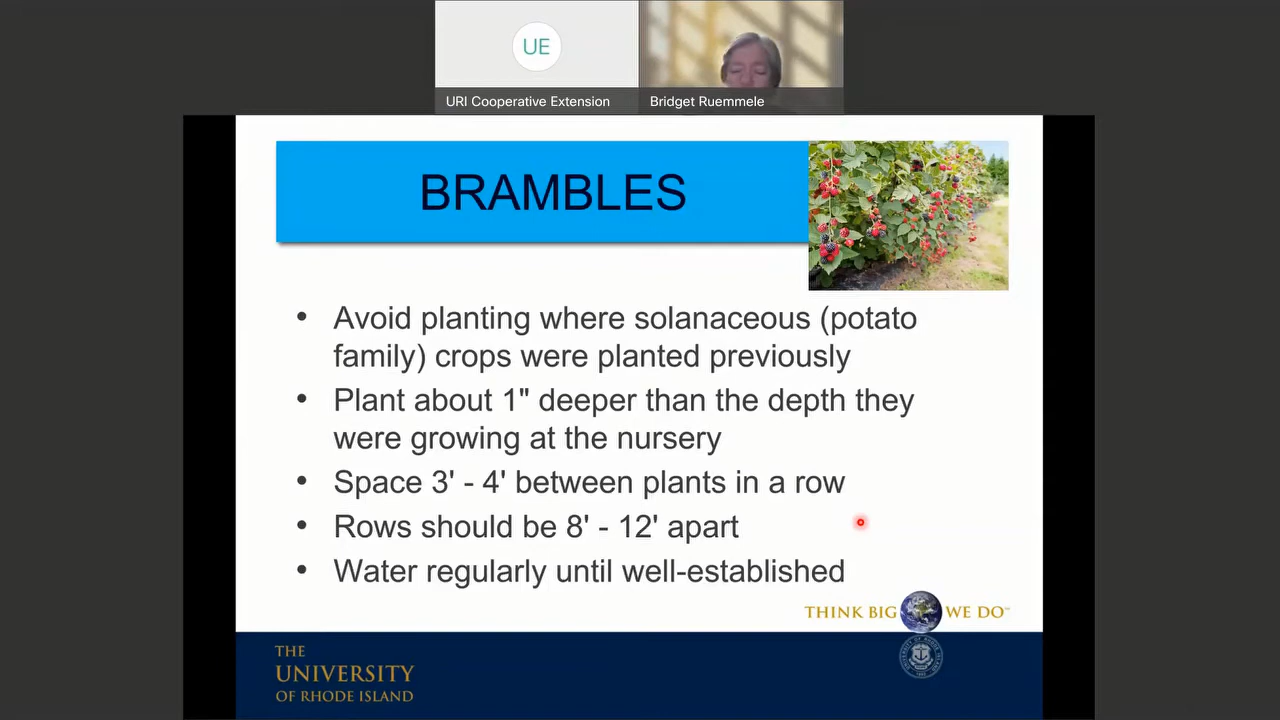 UE
URI Cooperative Extension
Bridget Ruemmele
BRAMBLES
• Avoid planting where solanaceous (potato
family) crops were planted previously
• Plant about 1" deeper than the depth they
were growing at the nursery
• Space 3' - 4' between plants in a row
• Rows should be 8' - 12' apart
• Water regularly until well-established
THINK BIG WE DO™
THE
UNIVERSITY
OF RHODE ISLAND